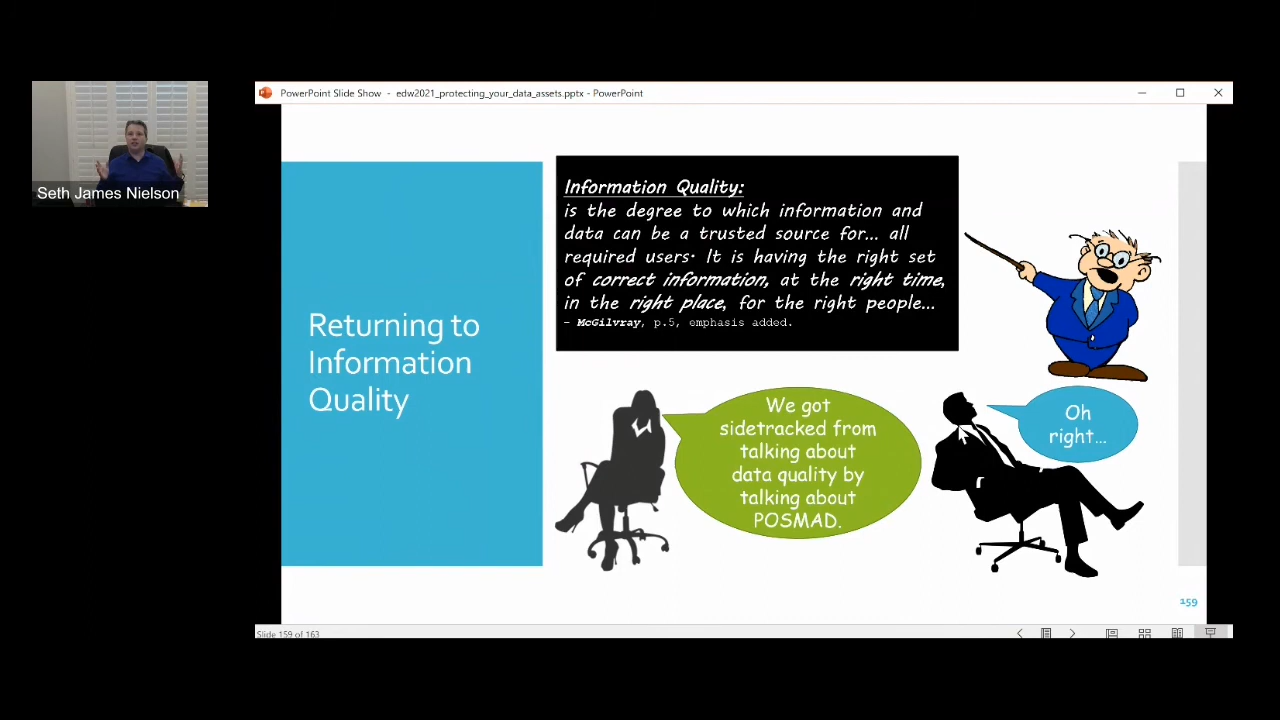 PowerPoint Slide Show - edw2021_protecting_your_data_assets.pptx - PowerPoint
Seth James Nielson
Returning to
Information
Quality
Information Quality:
is the degree to which information and
data can be a trusted source for... all
required users. It is having the right set
of correct information, at the right time,
in the right place, for the right people...
- McGilvray, p.5, emphasis added.
We got
sidetracked from
talking about
data quality by
talking about
POSMAD.
Oh
right...
159
Slide 159 of 163